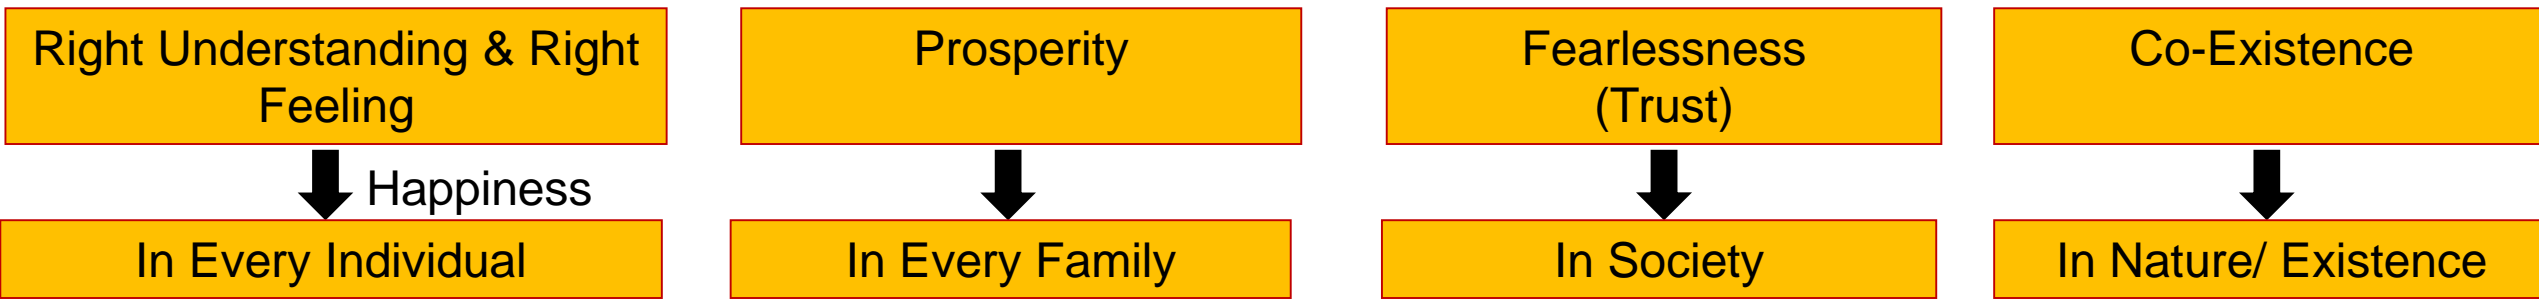 Right Understanding & Right
Feeling
Prosperity
Fearlessness
(Trust)
Co-Existence
Happiness
In Every Individual
In Every Family
In Society
In Nature/ Existence